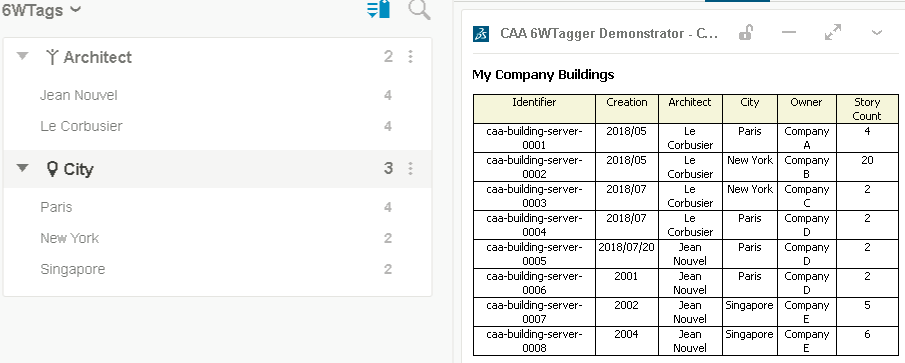 6WTags
Architect 2
Jean Nouvel 4
Le Corbusier 4
City 3
Paris 4
New York 2
Singapore 2
CAA 6WTagger Demonstrator - C...
My Company Buildings
Identifier Creation Architect City Owner Story Count
caa-building-server-0001 2018/05 Le Corbusier Paris Company A 4
caa-building-server-0002 2018/05 Le Corbusier New York Company B 20
caa-building-server-0003 2018/07 Le Corbusier New York Company C 2
caa-building-server-0004 2018/07 Le Corbusier Paris Company D 2
caa-building-server-0005 2018/07/20 Jean Nouvel Paris Company D 2
caa-building-server-0006 2001 Jean Nouvel Paris Company D 2
caa-building-server-0007 2002 Jean Nouvel Singapore Company E 5
caa-building-server-0008 2004 Jean Nouvel Singapore Company E 6